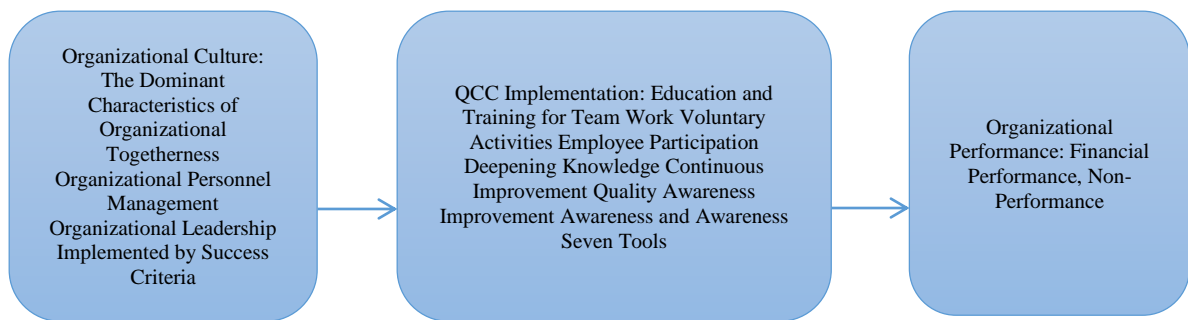 Organizational Culture:
The Dominant
Characteristics of
Organizational
Togetherness
Organizational Personnel
Management
Organizational Leadership
Implemented by Success
Criteria
QCC Implementation: Education and
Training for Team Work Voluntary
Activities Employee Participation
Deepening Knowledge Continuous
Improvement Quality Awareness
Improvement Awareness and Awareness
Seven Tools
Organizational
Performance: Financial
Performance, Non-
Performance